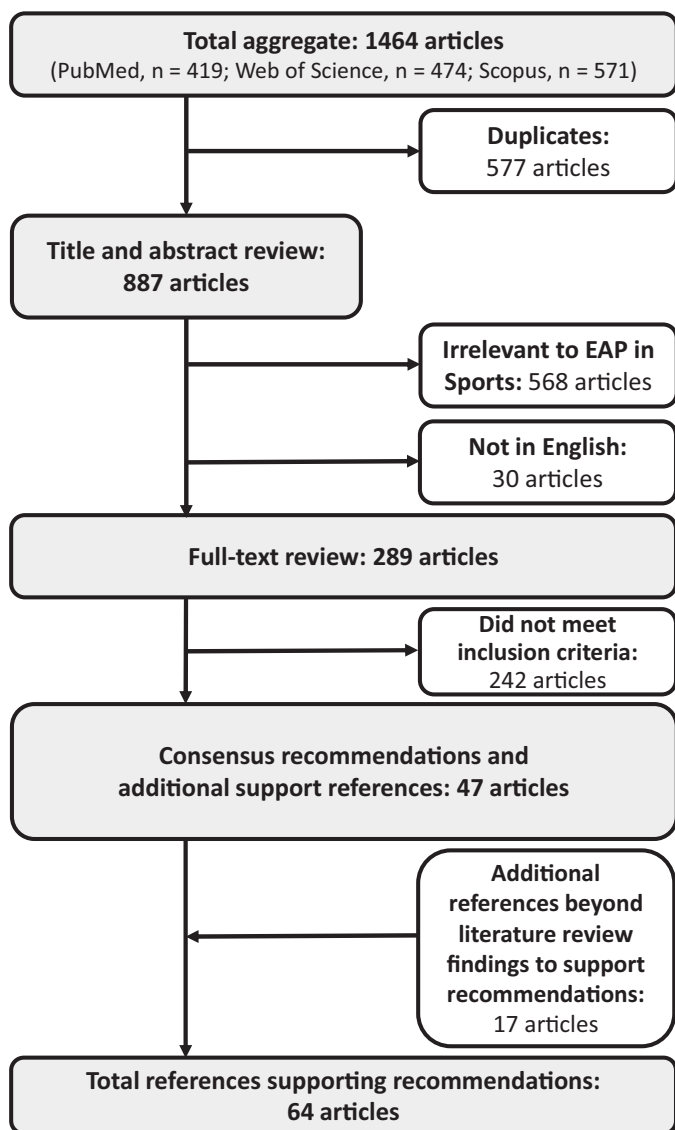 Total aggregate: 1464 articles
(PubMed, n = 419; Web of Science, n = 474; Scopus, n = 571)
Duplicates:
577 articles
Title and abstract review:
887 articles
Irrelevant to EAP in
Sports: 568 articles
Not in English:
30 articles
Full-text review: 289 articles
Did not meet
inclusion criteria:
242 articles
Consensus recommendations and
additional support references: 47 articles
Additional
references beyond
literature review
findings to support
recommendations:
17 articles
Total references supporting recommendations:
64 articles